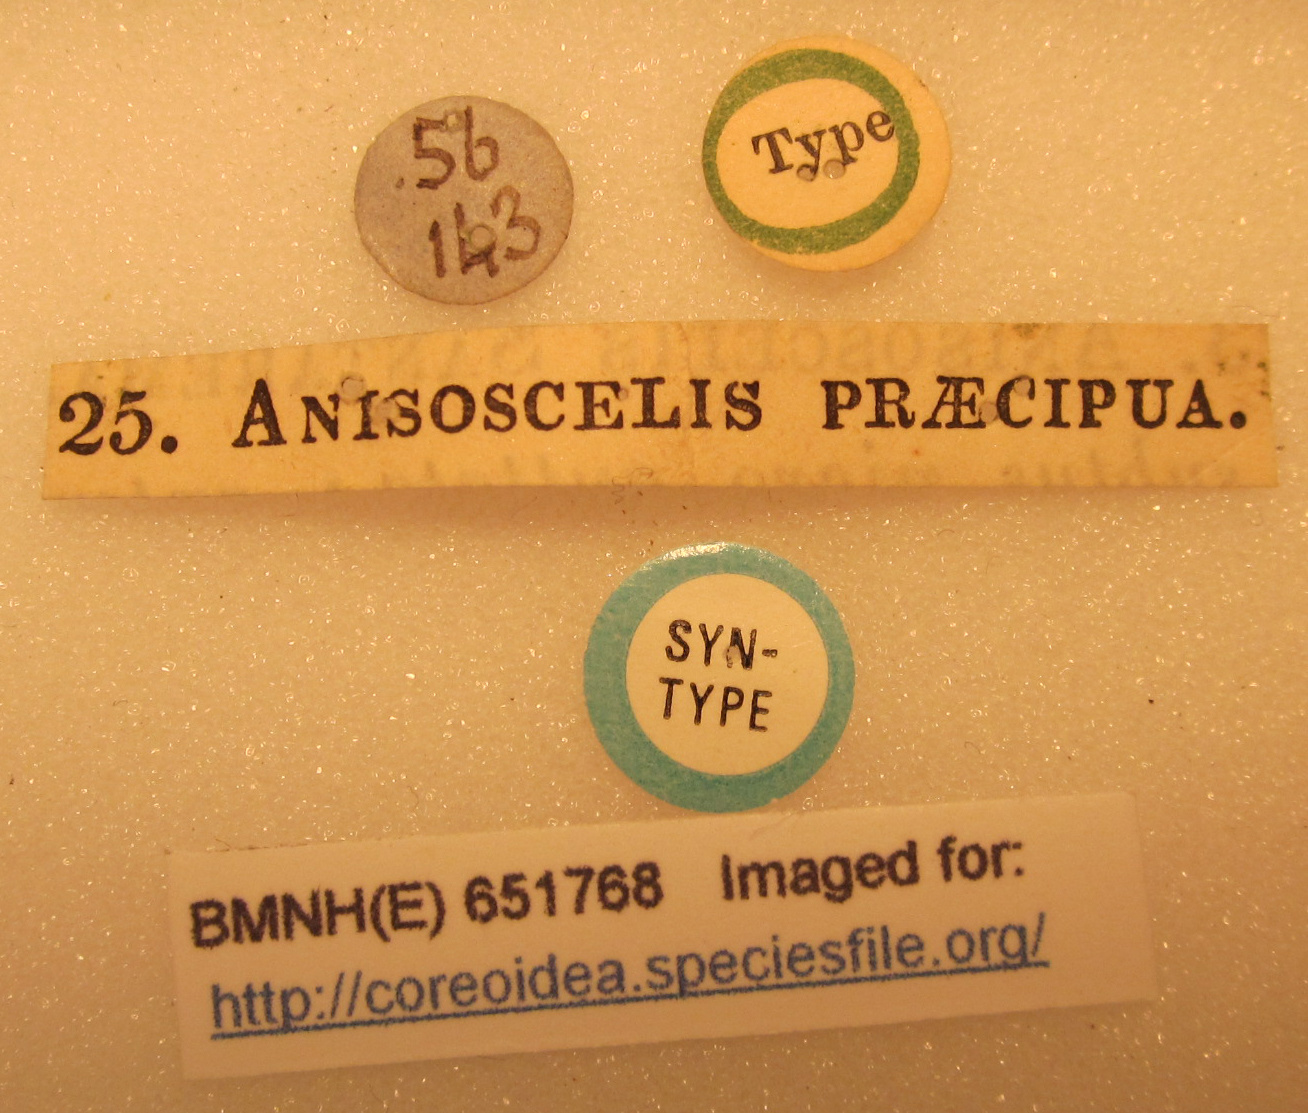 56
143
Type
25. ANISOSCELIS PRÆCIPUA.
SYN-
TYPE
BMNH(E) 651768 Imaged for:
http://coreoidea.speciesfile.org/